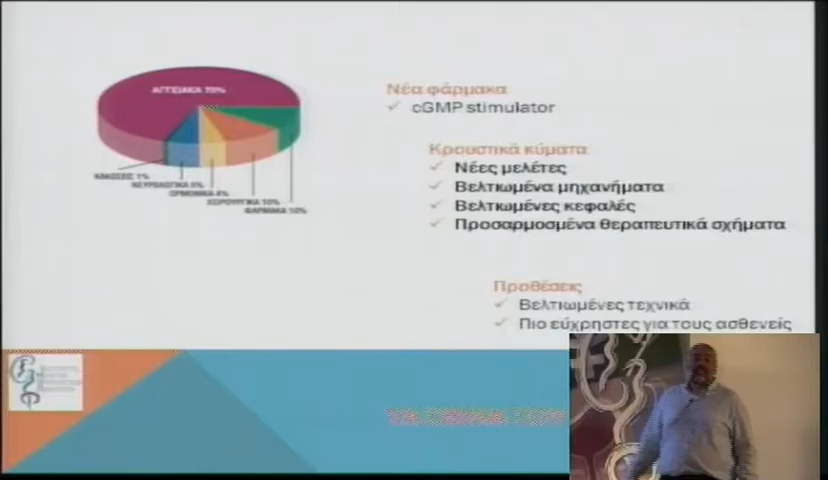 ΑΓΓΕΙΑΚΑ 70%
ΚΑΚΩΣΕΙΣ 1%
ΝΕΥΡΟΛΟΓΙΚΑ 5%
ΟΡΜΟΝΙΚΑ 4%
ΧΕΙΡΟΥΡΓΙΚΑ 10%
ΦΑΡΜΑΚΑ 10%
Νέα φάρμακα
✓ cGMP stimulator
Κρουστικά κύματα
✓ Νέες μελέτες
✓ Βελτιωμένα μηχανήματα
✓ Βελτιωμένες κεφαλές
✓ Προσαρμοσμένα θεραπευτικά σχήματα
Προθέσεις
✓ Βελτιωμένες τεχνικά
✓ Πιο εύχρηστες για τους ασθενείς